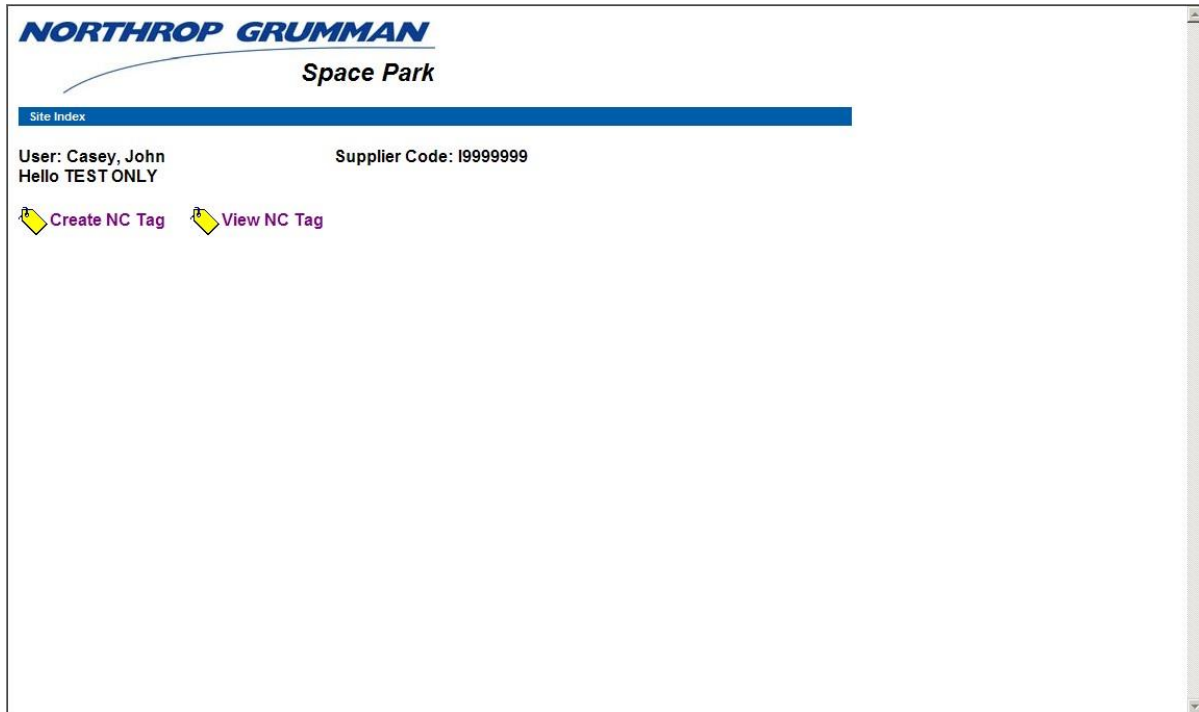 NORTHROP GRUMMAN
Space Park
Site Index
User: Casey, John Supplier Code: I9999999
Hello TEST ONLY
Create NC Tag View NC Tag